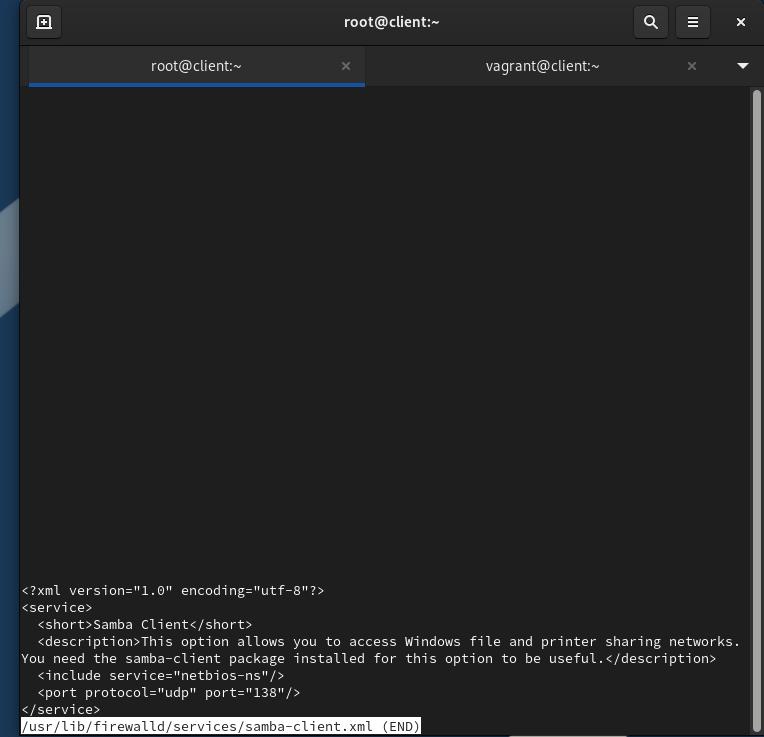 root@client:~
root@client:~
vagrant@client:~
<?xml version="1.0" encoding="utf-8"?>
<service>
  <short>Samba Client</short>
  <description>This option allows you to access Windows file and printer sharing networks.
You need the samba-client package installed for this option to be useful.</description>
  <include service="netbios-ns"/>
  <port protocol="udp" port="138"/>
</service>
/usr/lib/firewalld/services/samba-client.xml (END)